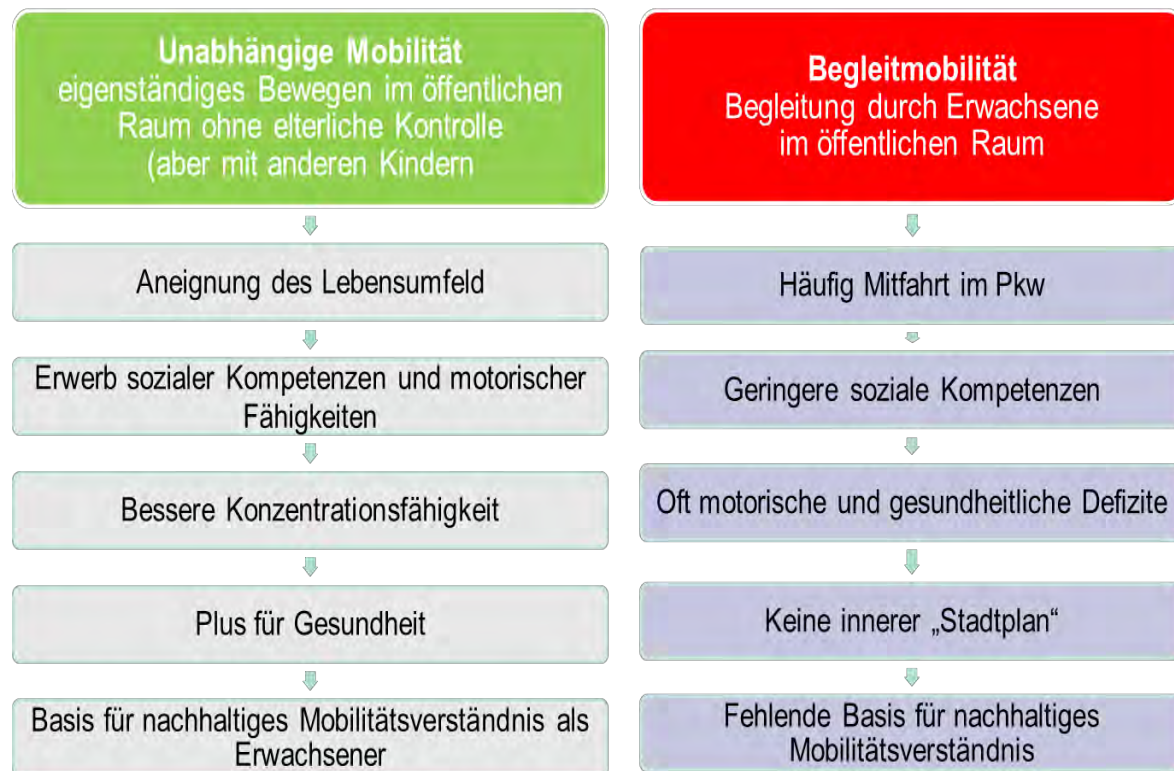 Unabhängige Mobilität
eigenständiges Bewegen im öffentlichen
Raum ohne elterliche Kontrolle
(aber mit anderen Kindern
Aneignung des Lebensumfeld
Erwerb sozialer Kompetenzen und motorischer
Fähigkeiten
Bessere Konzentrationsfähigkeit
Plus für Gesundheit
Basis für nachhaltiges Mobilitätsverständnis als
Erwachsener
Begleitmobilität
Begleitung durch Erwachsene
im öffentlichen Raum
Häufig Mitfahrt im Pkw
Geringere soziale Kompetenzen
Oft motorische und gesundheitliche Defizite
Keine innerer „Stadtplan“
Fehlende Basis für nachhaltiges
Mobilitätsverständnis